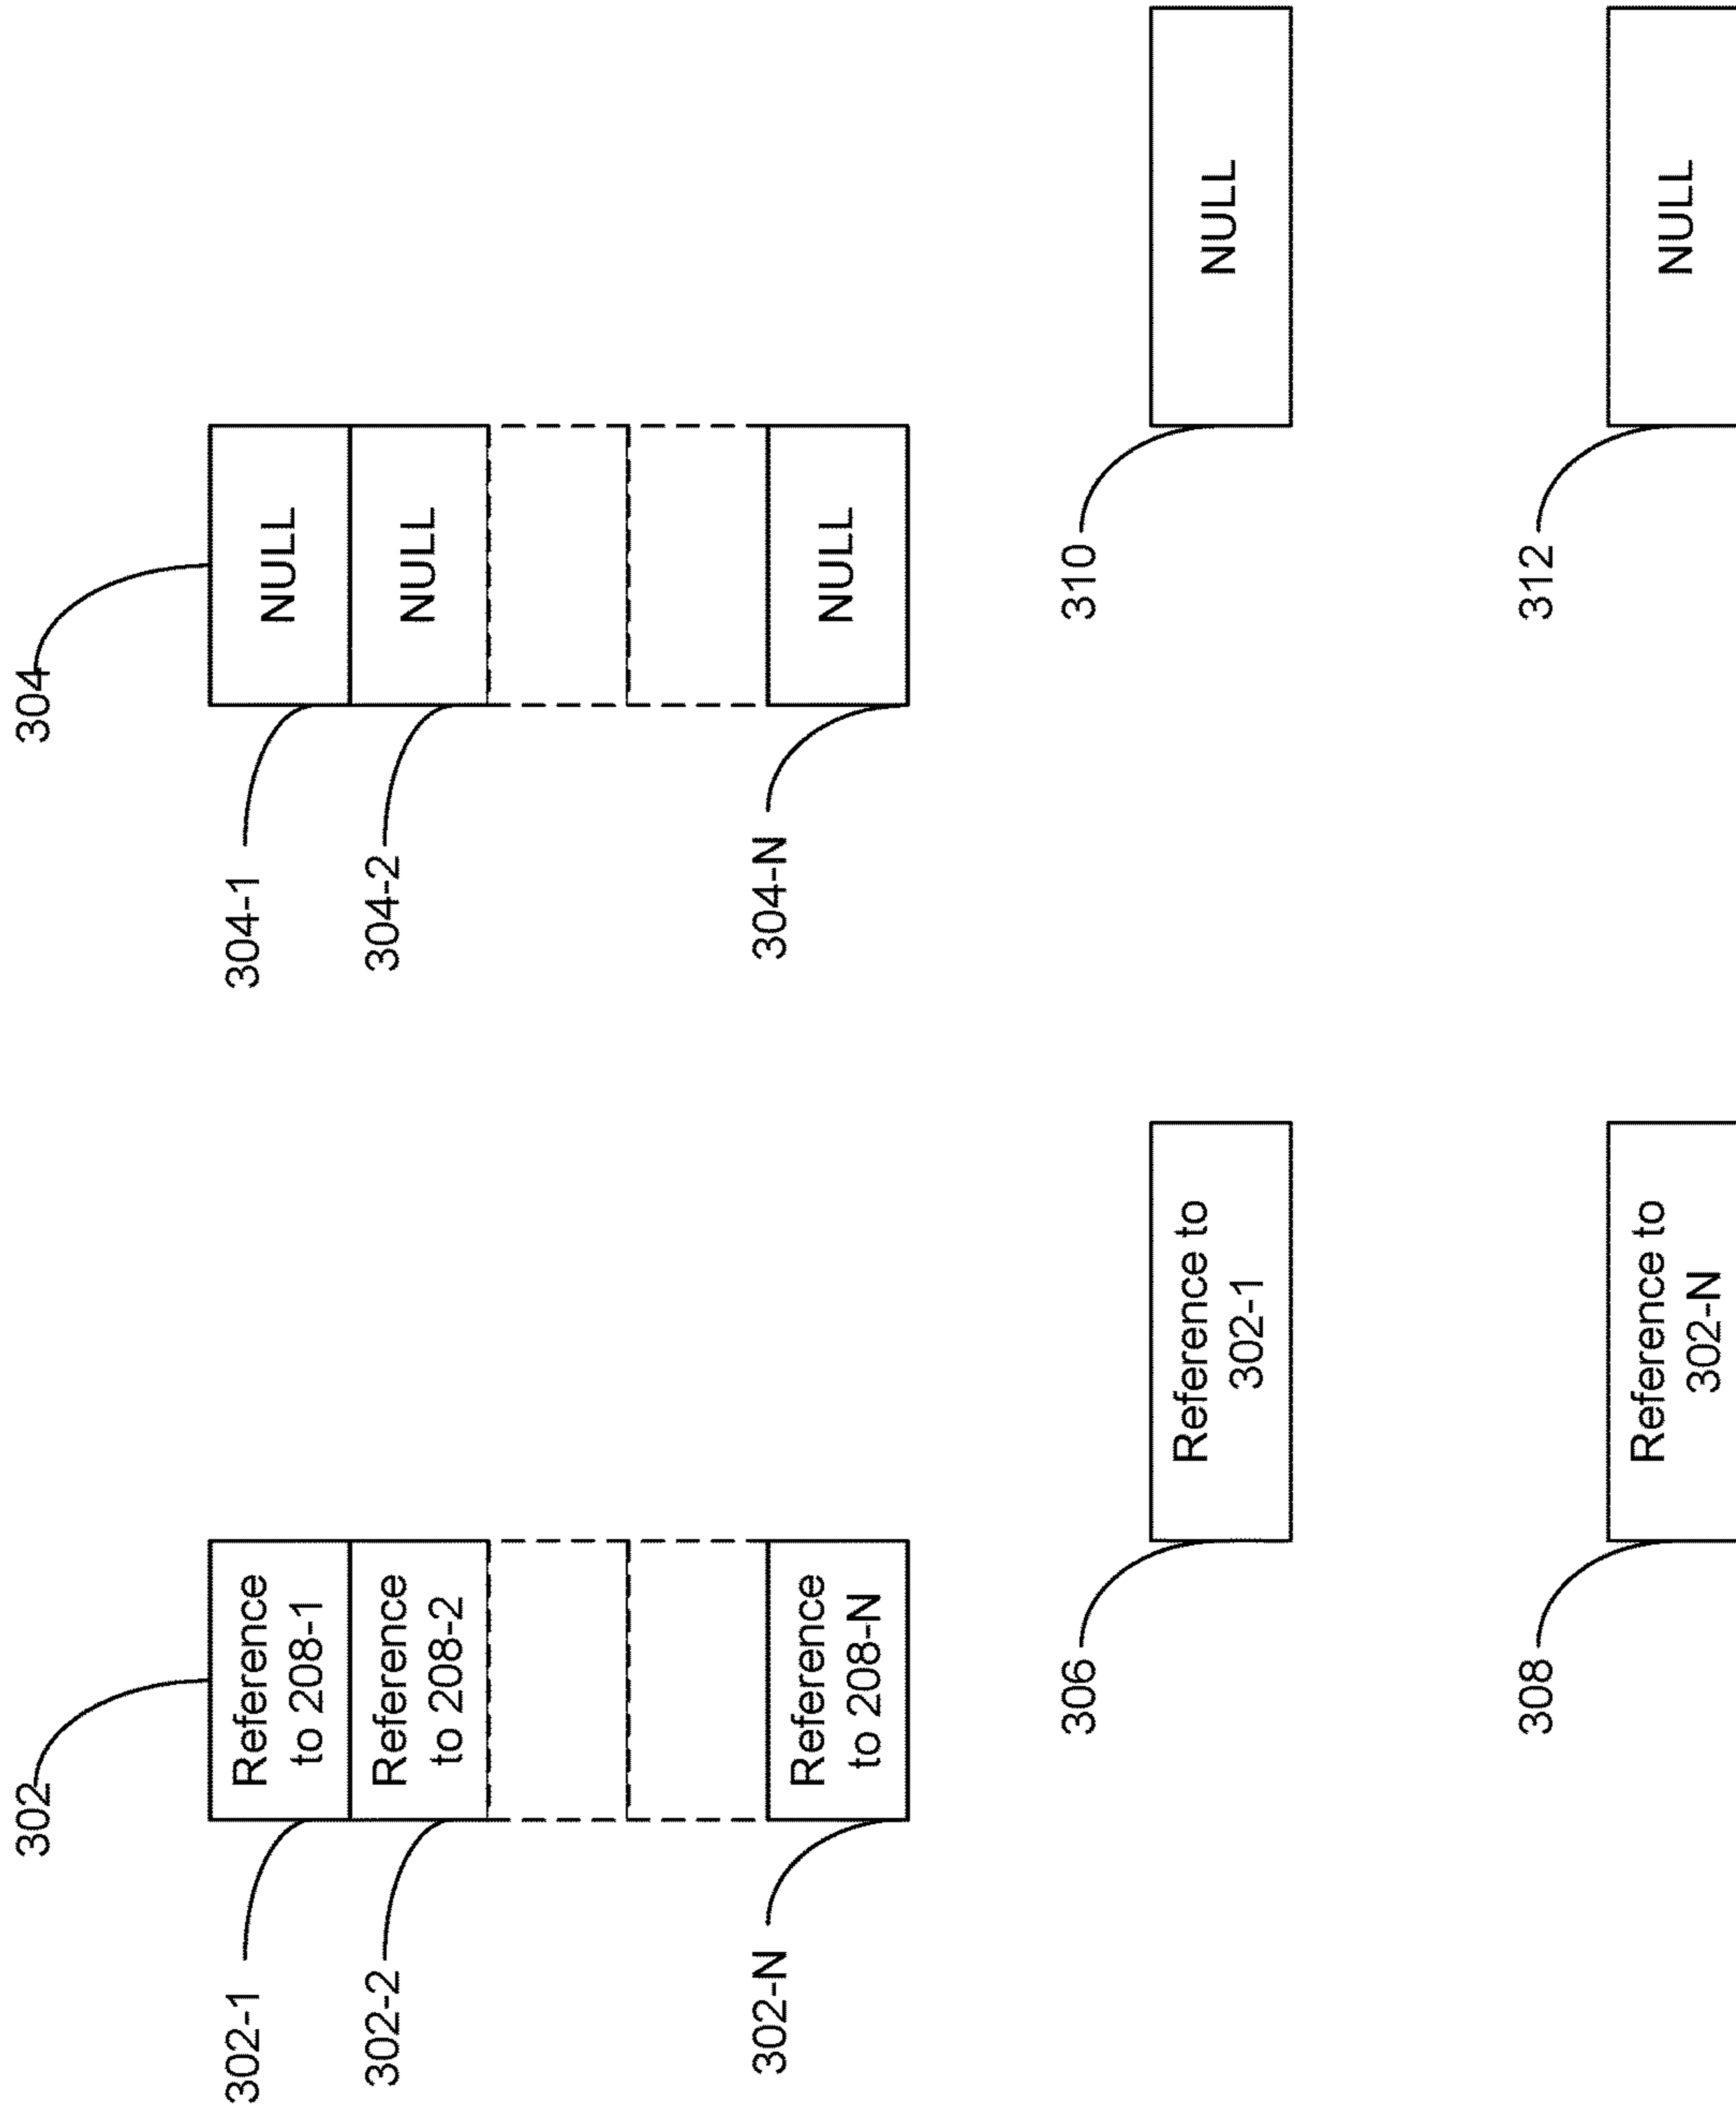 302
302-1
Reference
to 208-1
302-2
Reference
to 208-2
302-N
Reference
to 208-N
306
Reference to
302-1
308
Reference to
302-N
304
304-1
NULL
304-2
NULL
304-N
NULL
310
NULL
312
NULL